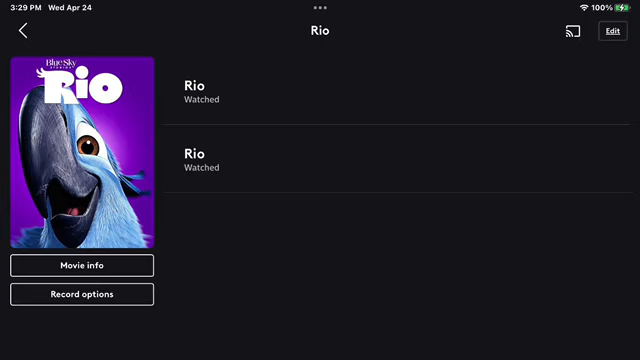 3:29 PM Wed Apr 24
100%
Rio
Edit
Blue Sky
STUDIOS
Rio
Rio
Watched
Rio
Watched
Movie info
Record options